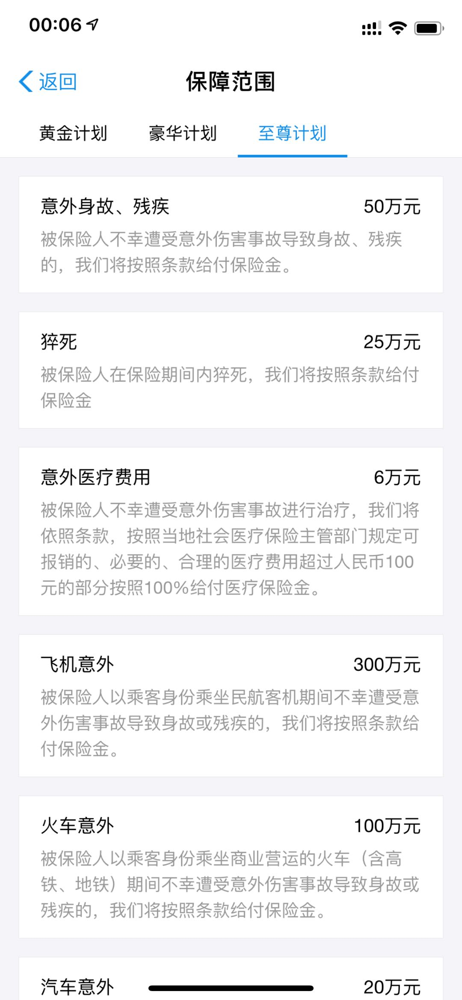 00:06
返回
保障范围
黄金计划
豪华计划
至尊计划
意外身故、残疾 50万元
被保险人不幸遭受意外伤害事故导致身故、残疾
的，我们将按照条款给付保险金。
猝死 25万元
被保险人在保险期间内猝死，我们将按照条款给付
保险金
意外医疗费用 6万元
被保险人不幸遭受意外伤害事故进行治疗，我们将
依照条款，按照当地社会医疗保险主管部门规定可
报销的、必要的、合理的医疗费用超过人民币100
元的部分按照100%给付医疗保险金。
飞机意外 300万元
被保险人以乘客身份乘坐民航客机期间不幸遭受意
外伤害事故导致身故或残疾的，我们将按照条款给
付保险金。
火车意外 100万元
被保险人以乘客身份乘坐商业营运的火车（含高
铁、地铁）期间不幸遭受意外伤害事故导致身故或
残疾的，我们将按照条款给付保险金。
汽车意外 20万元